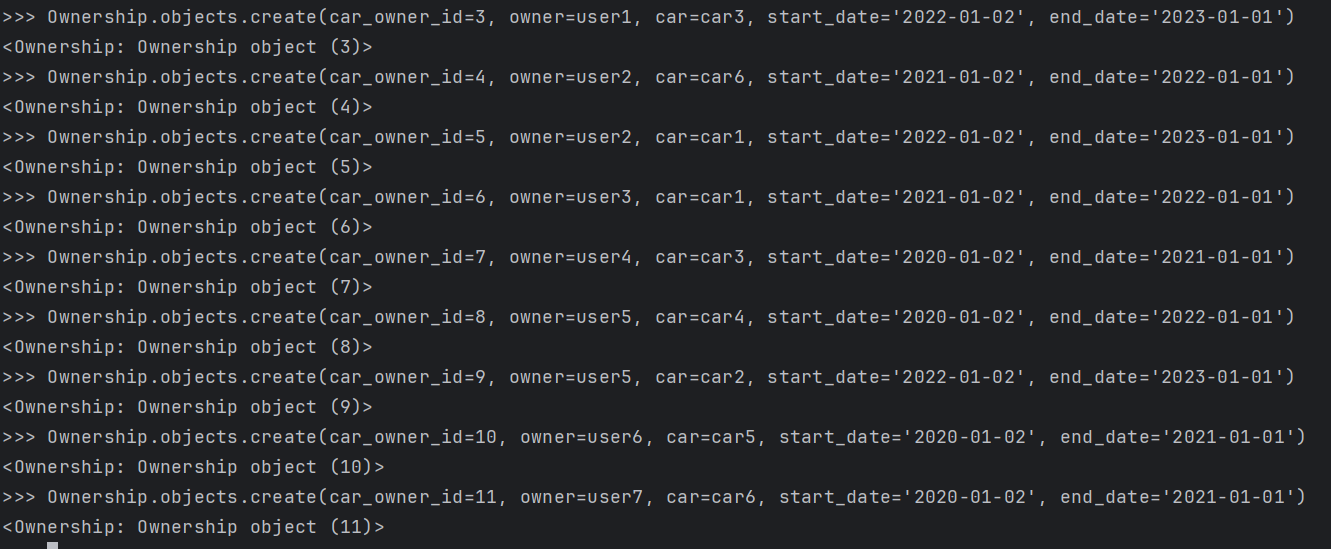 >>> Ownership.objects.create(car_owner_id=3, owner=user1, car=car3, start_date='2022-01-02', end_date='2023-01-01')
<Ownership: Ownership object (3)>
>>> Ownership.objects.create(car_owner_id=4, owner=user2, car=car6, start_date='2021-01-02', end_date='2022-01-01')
<Ownership: Ownership object (4)>
>>> Ownership.objects.create(car_owner_id=5, owner=user2, car=car1, start_date='2022-01-02', end_date='2023-01-01')
<Ownership: Ownership object (5)>
>>> Ownership.objects.create(car_owner_id=6, owner=user3, car=car1, start_date='2021-01-02', end_date='2022-01-01')
<Ownership: Ownership object (6)>
>>> Ownership.objects.create(car_owner_id=7, owner=user4, car=car3, start_date='2020-01-02', end_date='2021-01-01')
<Ownership: Ownership object (7)>
>>> Ownership.objects.create(car_owner_id=8, owner=user5, car=car4, start_date='2020-01-02', end_date='2022-01-01')
<Ownership: Ownership object (8)>
>>> Ownership.objects.create(car_owner_id=9, owner=user5, car=car2, start_date='2022-01-02', end_date='2023-01-01')
<Ownership: Ownership object (9)>
>>> Ownership.objects.create(car_owner_id=10, owner=user6, car=car5, start_date='2020-01-02', end_date='2021-01-01')
<Ownership: Ownership object (10)>
>>> Ownership.objects.create(car_owner_id=11, owner=user7, car=car6, start_date='2020-01-02', end_date='2021-01-01')
<Ownership: Ownership object (11)>